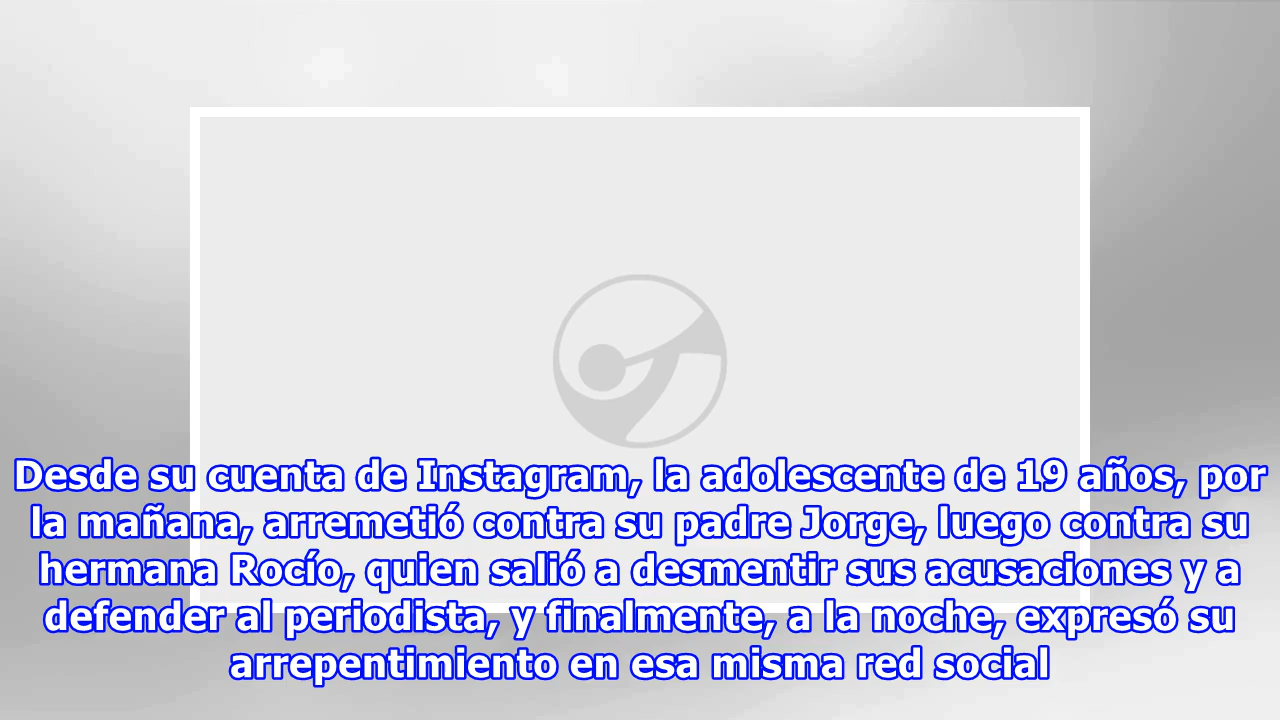 Desde su cuenta de Instagram, la adolescente de 19 años, por
la mañana, arremetió contra su padre Jorge, luego contra su
hermana Rocío, quien salió a desmentir sus acusaciones y a
defender al periodista, y finalmente, a la noche, expresó su
arrepentimiento en esa misma red social